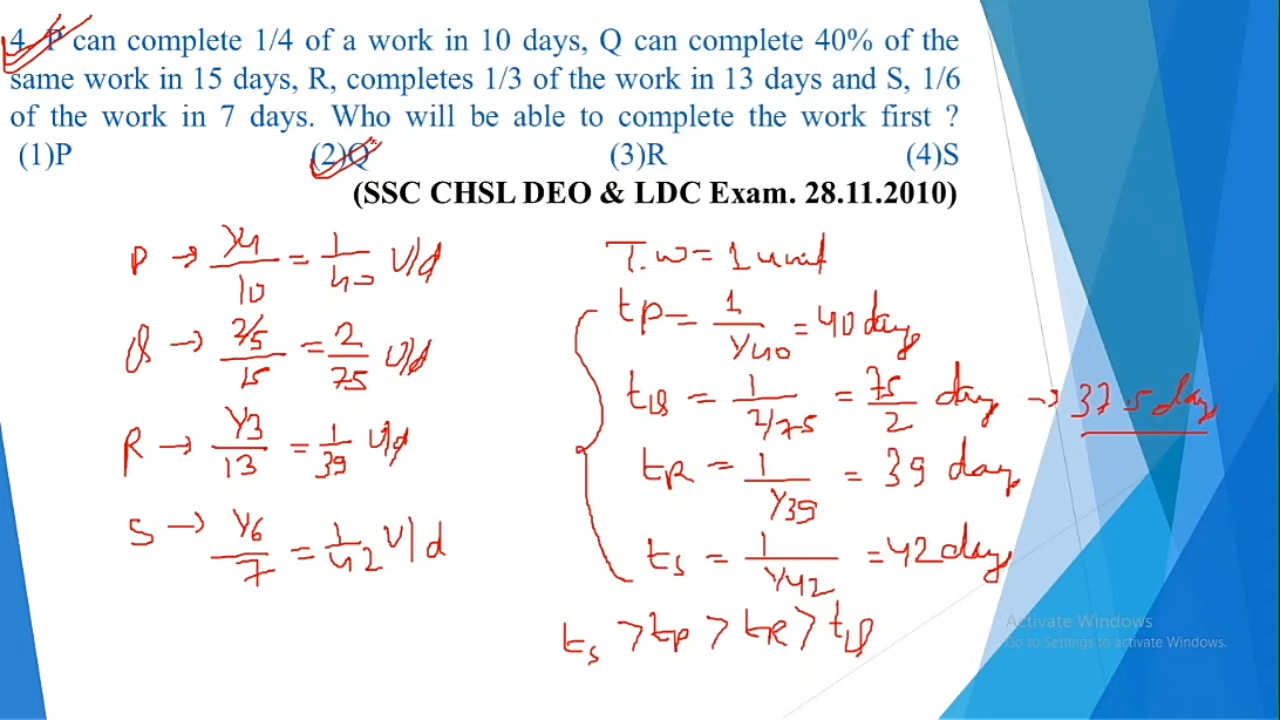 4. P can complete 1/4 of a work in 10 days, Q can complete 40% of the
same work in 15 days, R, completes 1/3 of the work in 13 days and S, 1/6
of the work in 7 days. Who will be able to complete the work first ?
(1)P (2)Q (3)R (4)S
(SSC CHSL DEO & LDC Exam. 28.11.2010)
P → 1/4 / 10 = 1/40 U/d
Q → 2/5 / 15 = 2/75 U/d
R → 1/3 / 13 = 1/39 U/d
S → 1/6 / 7 = 1/42 U/d
T.W = 1 unit
tP = 1 / 1/40 = 40 days
tQ = 1 / 2/75 = 75/2 days → 37.5 days
tR = 1 / 1/39 = 39 days
tS = 1 / 1/42 = 42 days
tS > tP > tR > tQ
Activate Windows
Go to Settings to activate Windows.